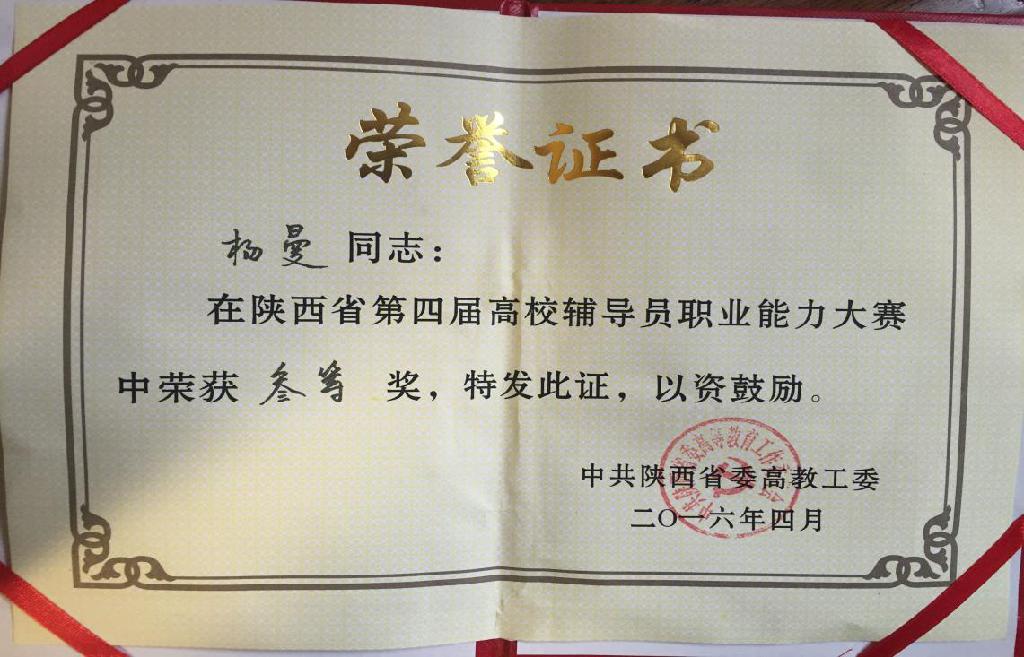 荣誉证书
杨曼 同志：
在陕西省第四届高校辅导员职业能力大赛
中荣获 叁等 奖，特发此证，以资鼓励。
中共陕西省委高教工委
二〇一六年四月